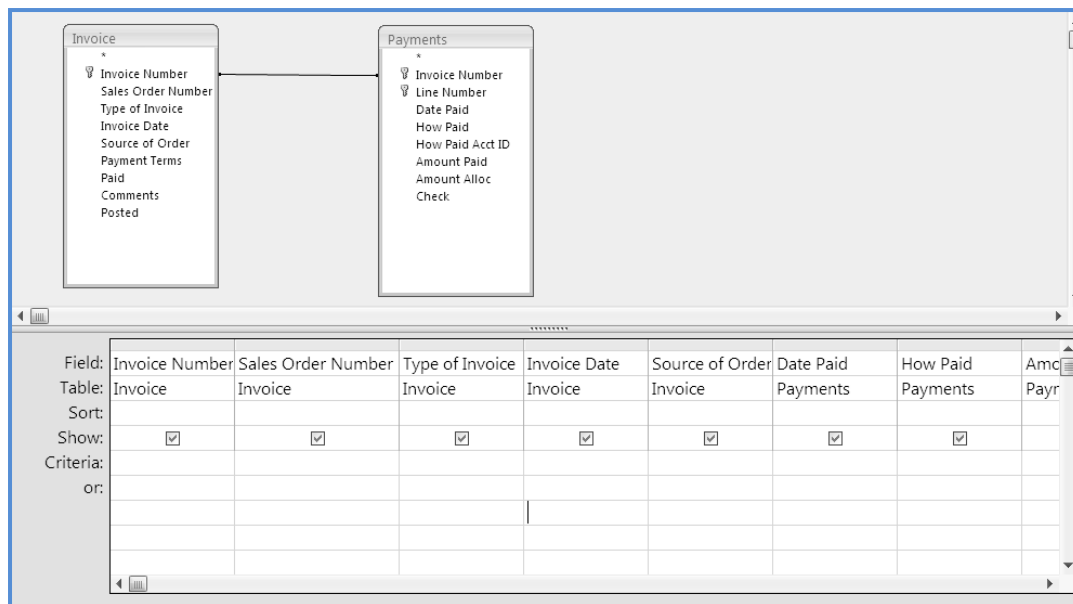 Invoice
*
Invoice Number
Sales Order Number
Type of Invoice
Invoice Date
Source of Order
Payment Terms
Paid
Comments
Posted
Payments
*
Invoice Number
Line Number
Date Paid
How Paid
How Paid Acct ID
Amount Paid
Amount Alloc
Check
Field: Invoice Number Sales Order Number Type of Invoice Invoice Date Source of Order Date Paid How Paid Amo
Table: Invoice Invoice Invoice Invoice Invoice Payments Payments Payr
Sort:
Show:
Criteria:
or: